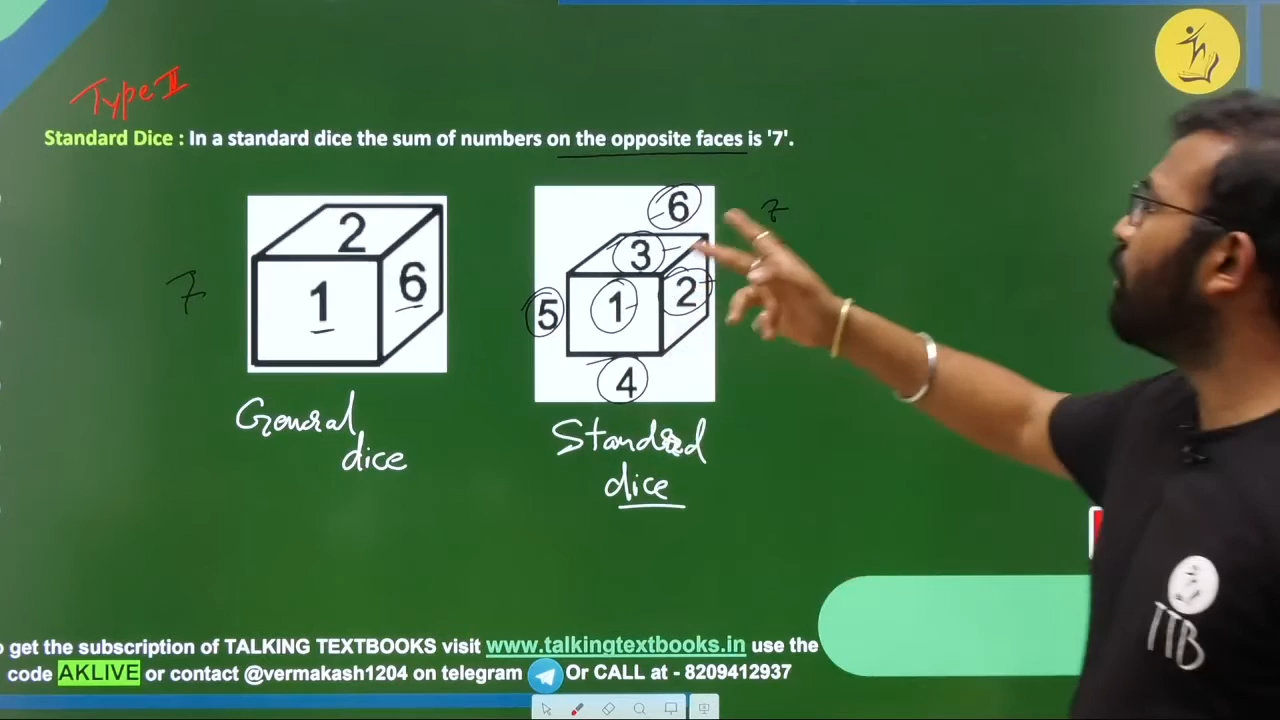 Type II
Standard Dice : In a standard dice the sum of numbers on the opposite faces is '7'.
2
1
6
7
6
7
3
5
1
2
4
General
dice
Standard
dice
get the subscription of TALKING TEXTBOOKS visit www.talkingtextbooks.in use the
code AKLIVE or contact @vermakash1204 on telegram Or CALL at - 8209412937
TTB